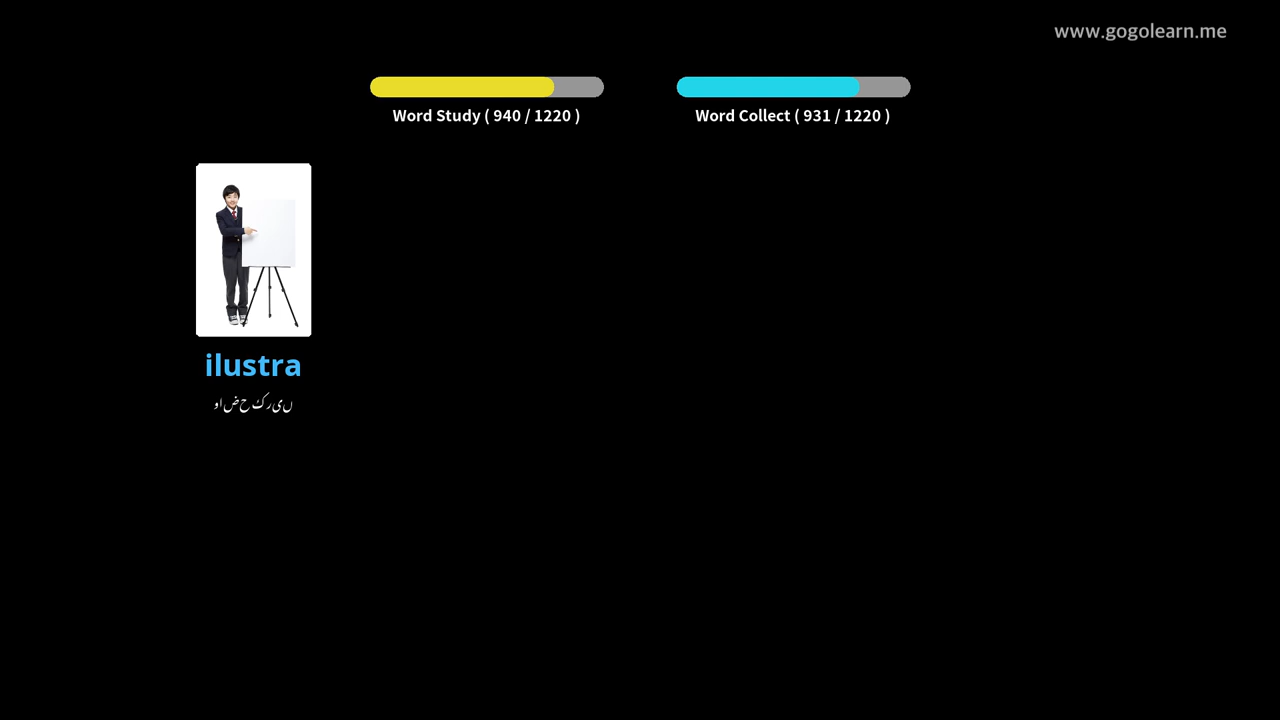 www.gogolearn.me
Word Study ( 940 / 1220 )
Word Collect ( 931 / 1220 )
ilustra
واضح کریں